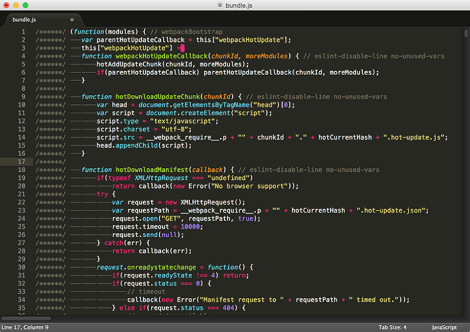 bundle.js
bundle.js
1 /******/ (function(modules) { // webpackBootstrap
2 /******/ var parentHotUpdateCallback = this["webpackHotUpdate"];
3 /******/ this["webpackHotUpdate"] =
4 /******/ function webpackHotUpdateCallback(chunkId, moreModules) { // eslint-disable-line no-unused-vars
5 /******/ hotAddUpdateChunk(chunkId, moreModules);
6 /******/ if(parentHotUpdateCallback) parentHotUpdateCallback(chunkId, moreModules);
7 /******/ }
8 /******/
9 /******/ function hotDownloadUpdateChunk(chunkId) { // eslint-disable-line no-unused-vars
10 /******/ var head = document.getElementsByTagName("head")[0];
11 /******/ var script = document.createElement("script");
12 /******/ script.type = "text/javascript";
13 /******/ script.charset = "utf-8";
14 /******/ script.src = __webpack_require__.p + "" + chunkId + "." + hotCurrentHash + ".hot-update.js";
15 /******/ head.appendChild(script);
16 /******/ }
17 /******/
18 /******/ function hotDownloadManifest(callback) { // eslint-disable-line no-unused-vars
19 /******/ if(typeof XMLHttpRequest === "undefined")
20 /******/ return callback(new Error("No browser support"));
21 /******/ try {
22 /******/ var request = new XMLHttpRequest();
23 /******/ var requestPath = __webpack_require__.p + "" + hotCurrentHash + ".hot-update.json";
24 /******/ request.open("GET", requestPath, true);
25 /******/ request.timeout = 10000;
26 /******/ request.send(null);
27 /******/ } catch(err) {
28 /******/ return callback(err);
29 /******/ }
30 /******/ request.onreadystatechange = function() {
31 /******/ if(request.readyState !== 4) return;
32 /******/ if(request.status === 0) {
33 /******/ // timeout
34 /******/ callback(new Error("Manifest request to " + requestPath + " timed out."));
35 /******/ } else if(request.status === 404) {
Line 17, Column 9 Tab Size: 4 JavaScript